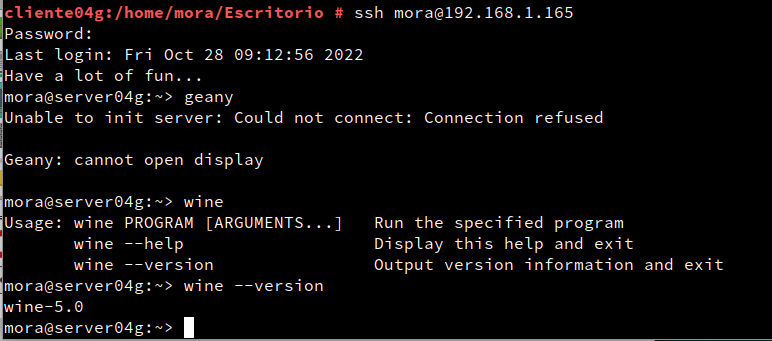 cliente04g:/home/mora/Escritorio # ssh mora@192.168.1.165
Password:
Last login: Fri Oct 28 09:12:56 2022
Have a lot of fun...
mora@server04g:~> geany
Unable to init server: Could not connect: Connection refused
Geany: cannot open display
mora@server04g:~> wine
Usage: wine PROGRAM [ARGUMENTS...]   Run the specified program
       wine --help                   Display this help and exit
       wine --version                Output version information and exit
mora@server04g:~> wine --version
wine-5.0
mora@server04g:~>